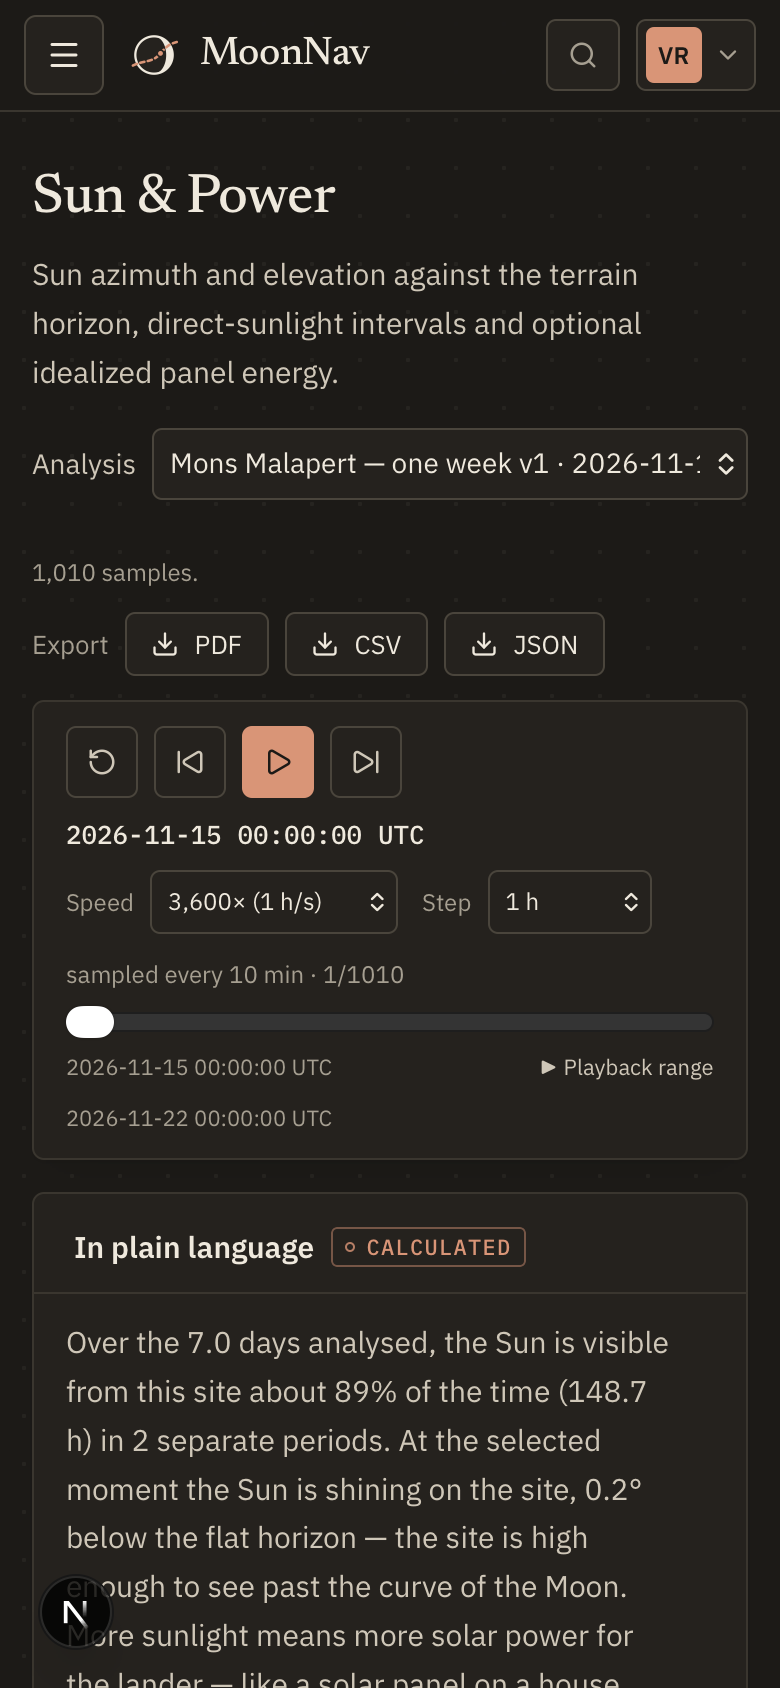 MoonNav
VR
Sun & Power
Sun azimuth and elevation against the terrain
horizon, direct-sunlight intervals and optional
idealized panel energy.
Analysis
Mons Malapert — one week v1 · 2026-11-
1,010 samples.
Export
PDF
CSV
JSON
2026-11-15 00:00:00 UTC
Speed
3,600× (1 h/s)
Step
1 h
sampled every 10 min · 1/1010
2026-11-15 00:00:00 UTC
Playback range
2026-11-22 00:00:00 UTC
In plain language
CALCULATED
Over the 7.0 days analysed, the Sun is visible
from this site about 89% of the time (148.7
h) in 2 separate periods. At the selected
moment the Sun is shining on the site, 0.2°
below the flat horizon — the site is high
enough to see past the curve of the Moon.
More sunlight means more solar power for
the lander — like a solar panel on a house